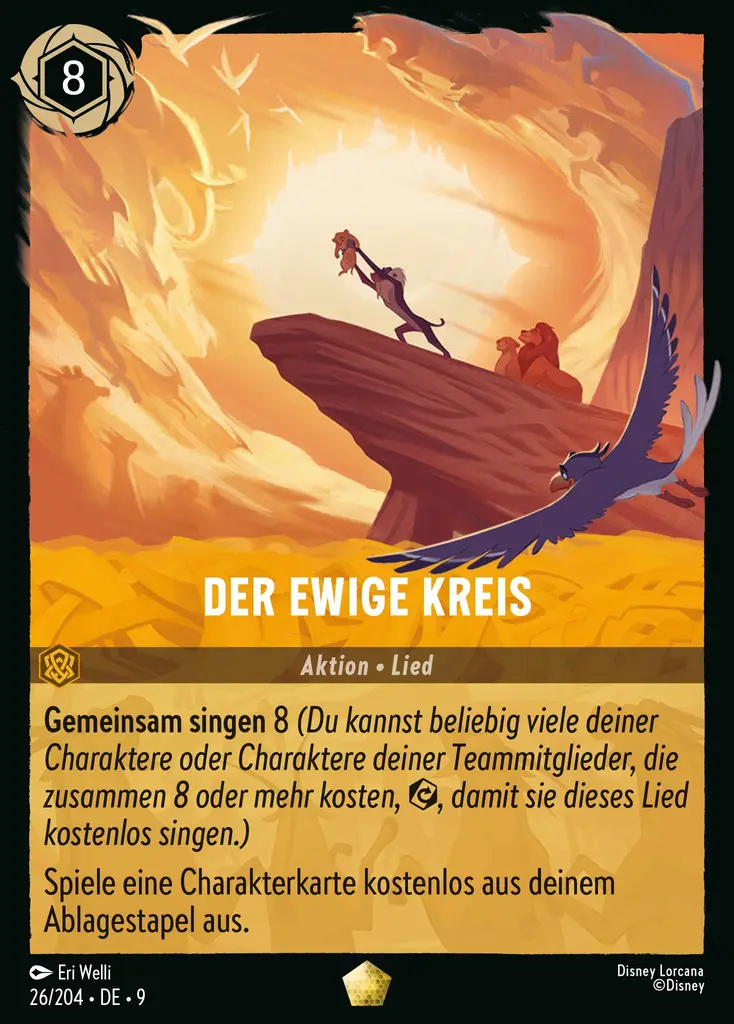 8
DER EWIGE KREIS
Aktion • Lied
Gemeinsam singen 8 (Du kannst beliebig viele deiner
Charaktere oder Charaktere deiner Teammitglieder, die
zusammen 8 oder mehr kosten, , damit sie dieses Lied
kostenlos singen.)
Spiele eine Charakterkarte kostenlos aus deinem
Ablagestapel aus.
Eri Welli
26/204 • DE • 9
Disney Lorcana
©Disney